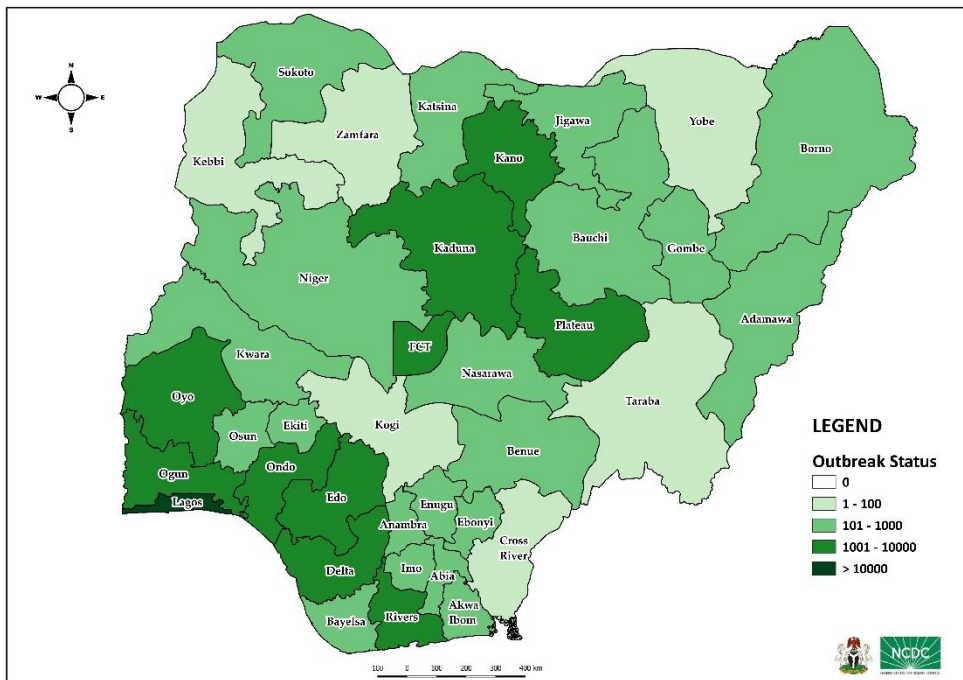 N
W E
S
Sokoto
Katsina
Jigawa
Yobe
Zamfara
Kebbi
Kano
Borno
Kaduna
Bauchi
Gombe
Niger
Plateau
Adamawa
FCT
Kwara
Nasarawa
Oyo
Taraba
Kogi
Ekiti
Osun
Benue
Ondo
Ogun
Edo
Lagos
Enugu
Anambra
Ebonyi
Cross
River
Delta
Imo
Abia
Akwa
Ibom
Rivers
Bayelsa
LEGEND
Outbreak Status
0
1 - 100
101 - 1000
1001 - 10000
> 10000
100 0 100 200 300 400 km
NCDC